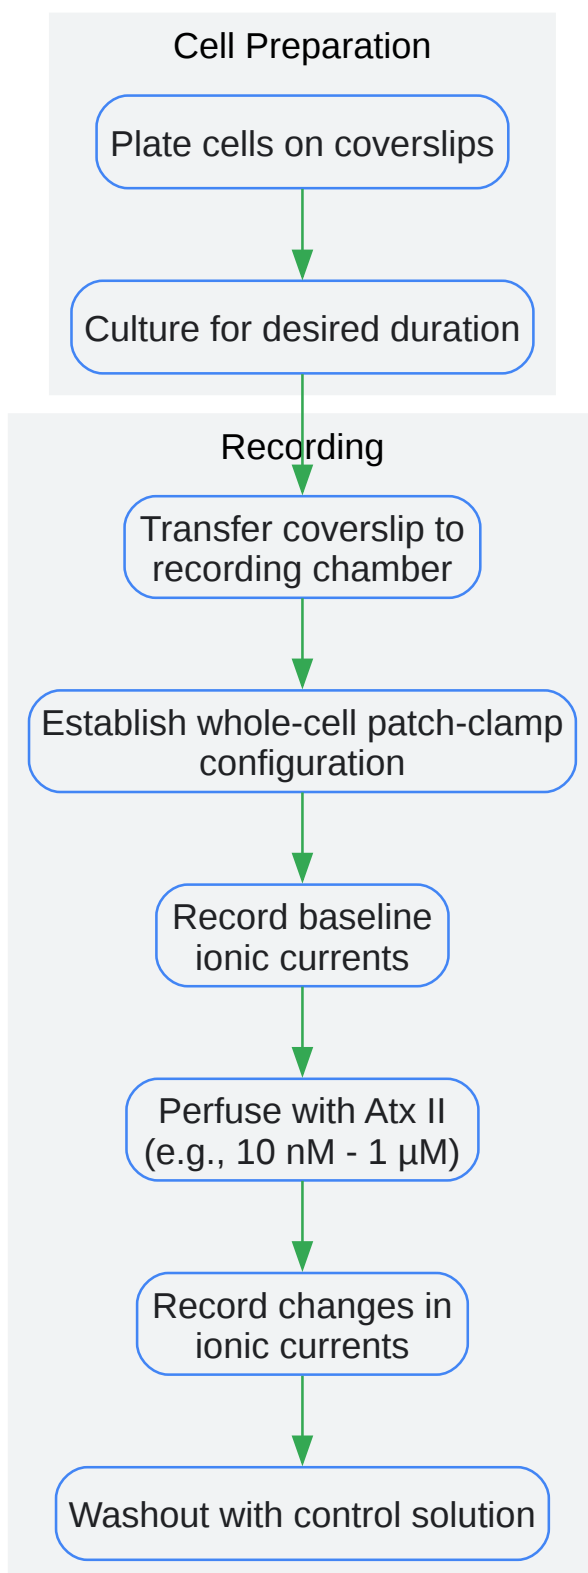 Cell Preparation
Plate cells on coverslips
Culture for desired duration
Recording
Transfer coverslip to
recording chamber
Establish whole-cell patch-clamp
configuration
Record baseline
ionic currents
Perfuse with Atx II
(e.g., 10 nM - 1 µM)
Record changes in
ionic currents
Washout with control solution